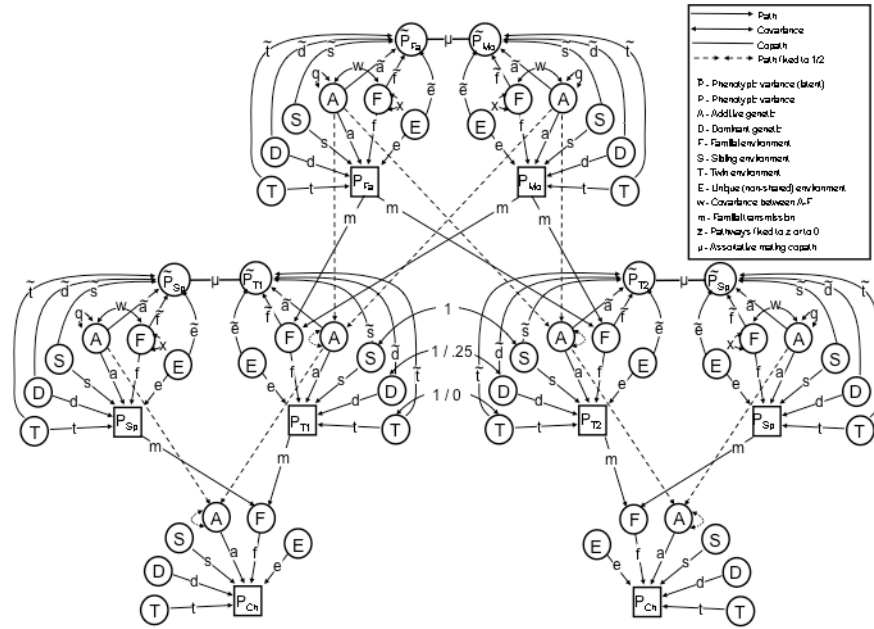 t̃ d̃ s̃ P̃Fa μ P̃Mo s̃ d̃ t̃
q w ã f̃ f̃ ã w q
A F x ẽ ẽ x F A
S E E S
s a f e e f a s
D d PFa PMo d D
T t t T
m m m m
t̃ d̃ s̃ P̃Sp μ P̃T1 P̃T2 μ P̃Sp s̃ d̃ t̃
q w ã f̃ ẽ f̃ ã s̃ 1 s̃ ã f̃ ẽ f̃ w q
A F x F A A F x F A
S E E S S E E S
s a f e e f a s d̃ 1 / .25 d̃ s a f e e f a s
D d D D d D
t̃ 1 / 0 t̃
T t PSp PT1 t T T t PT2 PSp t T
m m m m
A F F A
S E E S
D s a f e e f a s D
d d
T t PCh PCh t T
Path
Covariance
Copath
Path fixed to 1/2
P̃ - Phenotypic variance (latent)
P - Phenotypic variance
A - Additive genetic
D - Dominant genetic
F - Familial environment
S - Sibling environment
T - Twin environment
E - Unique (non-shared) environment
w - Covariance between A-F
m - Familial transmission
z - Pathways fixed to z or to 0
μ - Assortative mating copath